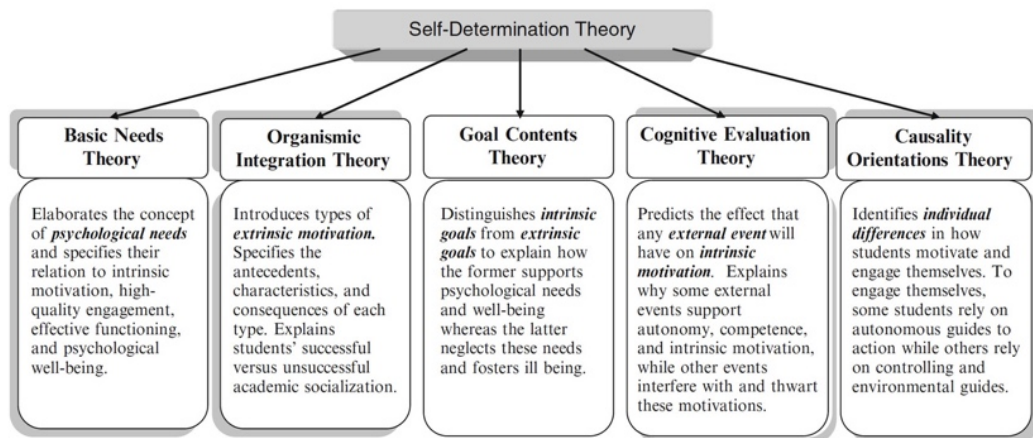 Self-Determination Theory
Basic Needs
Theory
Elaborates the concept
of psychological needs
and specifies their
relation to intrinsic
motivation, high-
quality engagement,
effective functioning,
and psychological
well-being.
Organismic
Integration Theory
Introduces types of
extrinsic motivation.
Specifies the
antecedents,
characteristics, and
consequences of each
type. Explains
students’ successful
versus unsuccessful
academic socialization.
Goal Contents
Theory
Distinguishes intrinsic
goals from extrinsic
goals to explain how
the former supports
psychological needs
and well-being
whereas the latter
neglects these needs
and fosters ill being.
Cognitive Evaluation
Theory
Predicts the effect that
any external event will
have on intrinsic
motivation. Explains
why some external
events support
autonomy, competence,
and intrinsic motivation,
while other events
interfere with and thwart
these motivations.
Causality
Orientations Theory
Identifies individual
differences in how
students motivate and
engage themselves. To
engage themselves,
some students rely on
autonomous guides to
action while others rely
on controlling and
environmental guides.